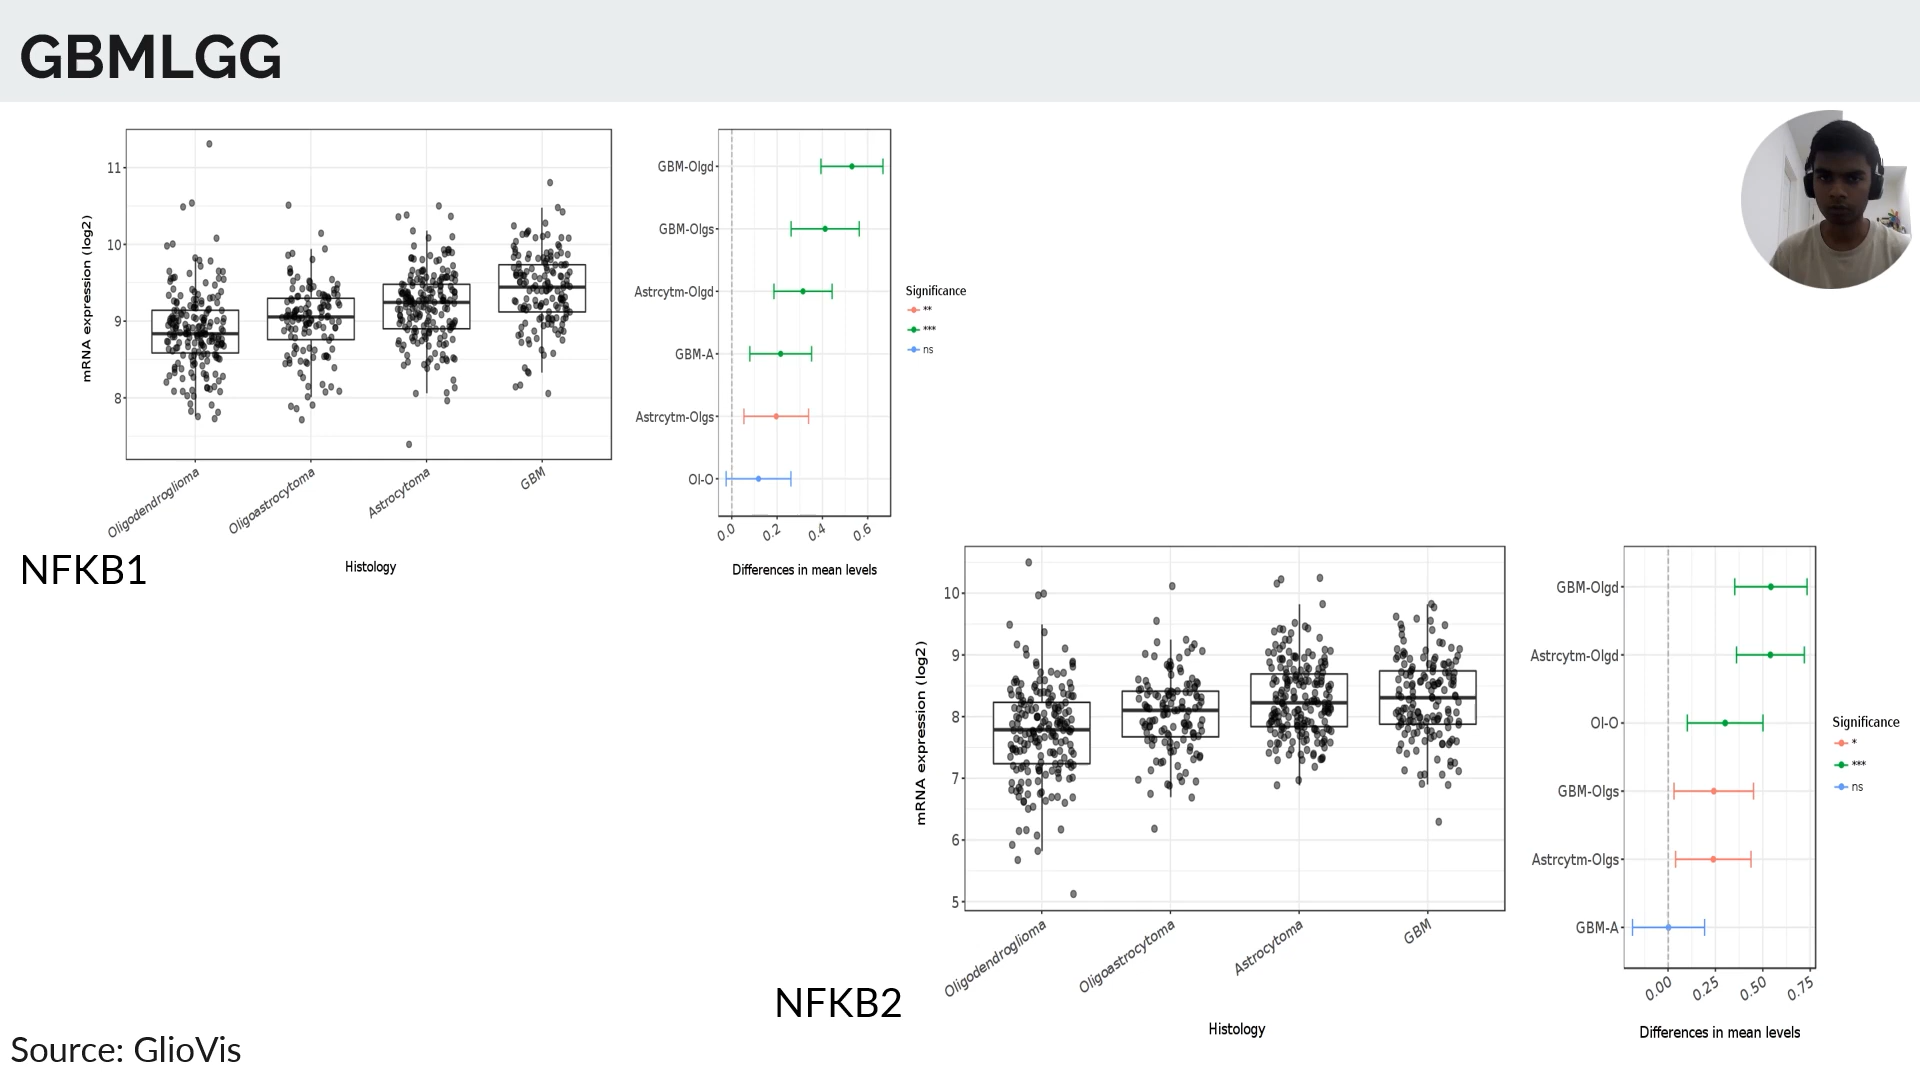 GBMLGG
11
10
9
8
mRNA expression (log2)
Oligodendroglioma
Oligoastrocytoma
Astrocytoma
GBM
Histology
GBM-Olgd
GBM-Olgs
Astrcytm-Olgd
GBM-A
Astrcytm-Olgs
Ol-O
0.0
0.2
0.4
0.6
Differences in mean levels
Significance
**
***
ns
NFKB1
10
9
8
7
6
5
mRNA expression (log2)
Oligodendroglioma
Oligoastrocytoma
Astrocytoma
GBM
Histology
GBM-Olgd
Astrcytm-Olgd
Ol-O
GBM-Olgs
Astrcytm-Olgs
GBM-A
0.00
0.25
0.50
0.75
Differences in mean levels
Significance
*
***
ns
NFKB2
Source: GlioVis